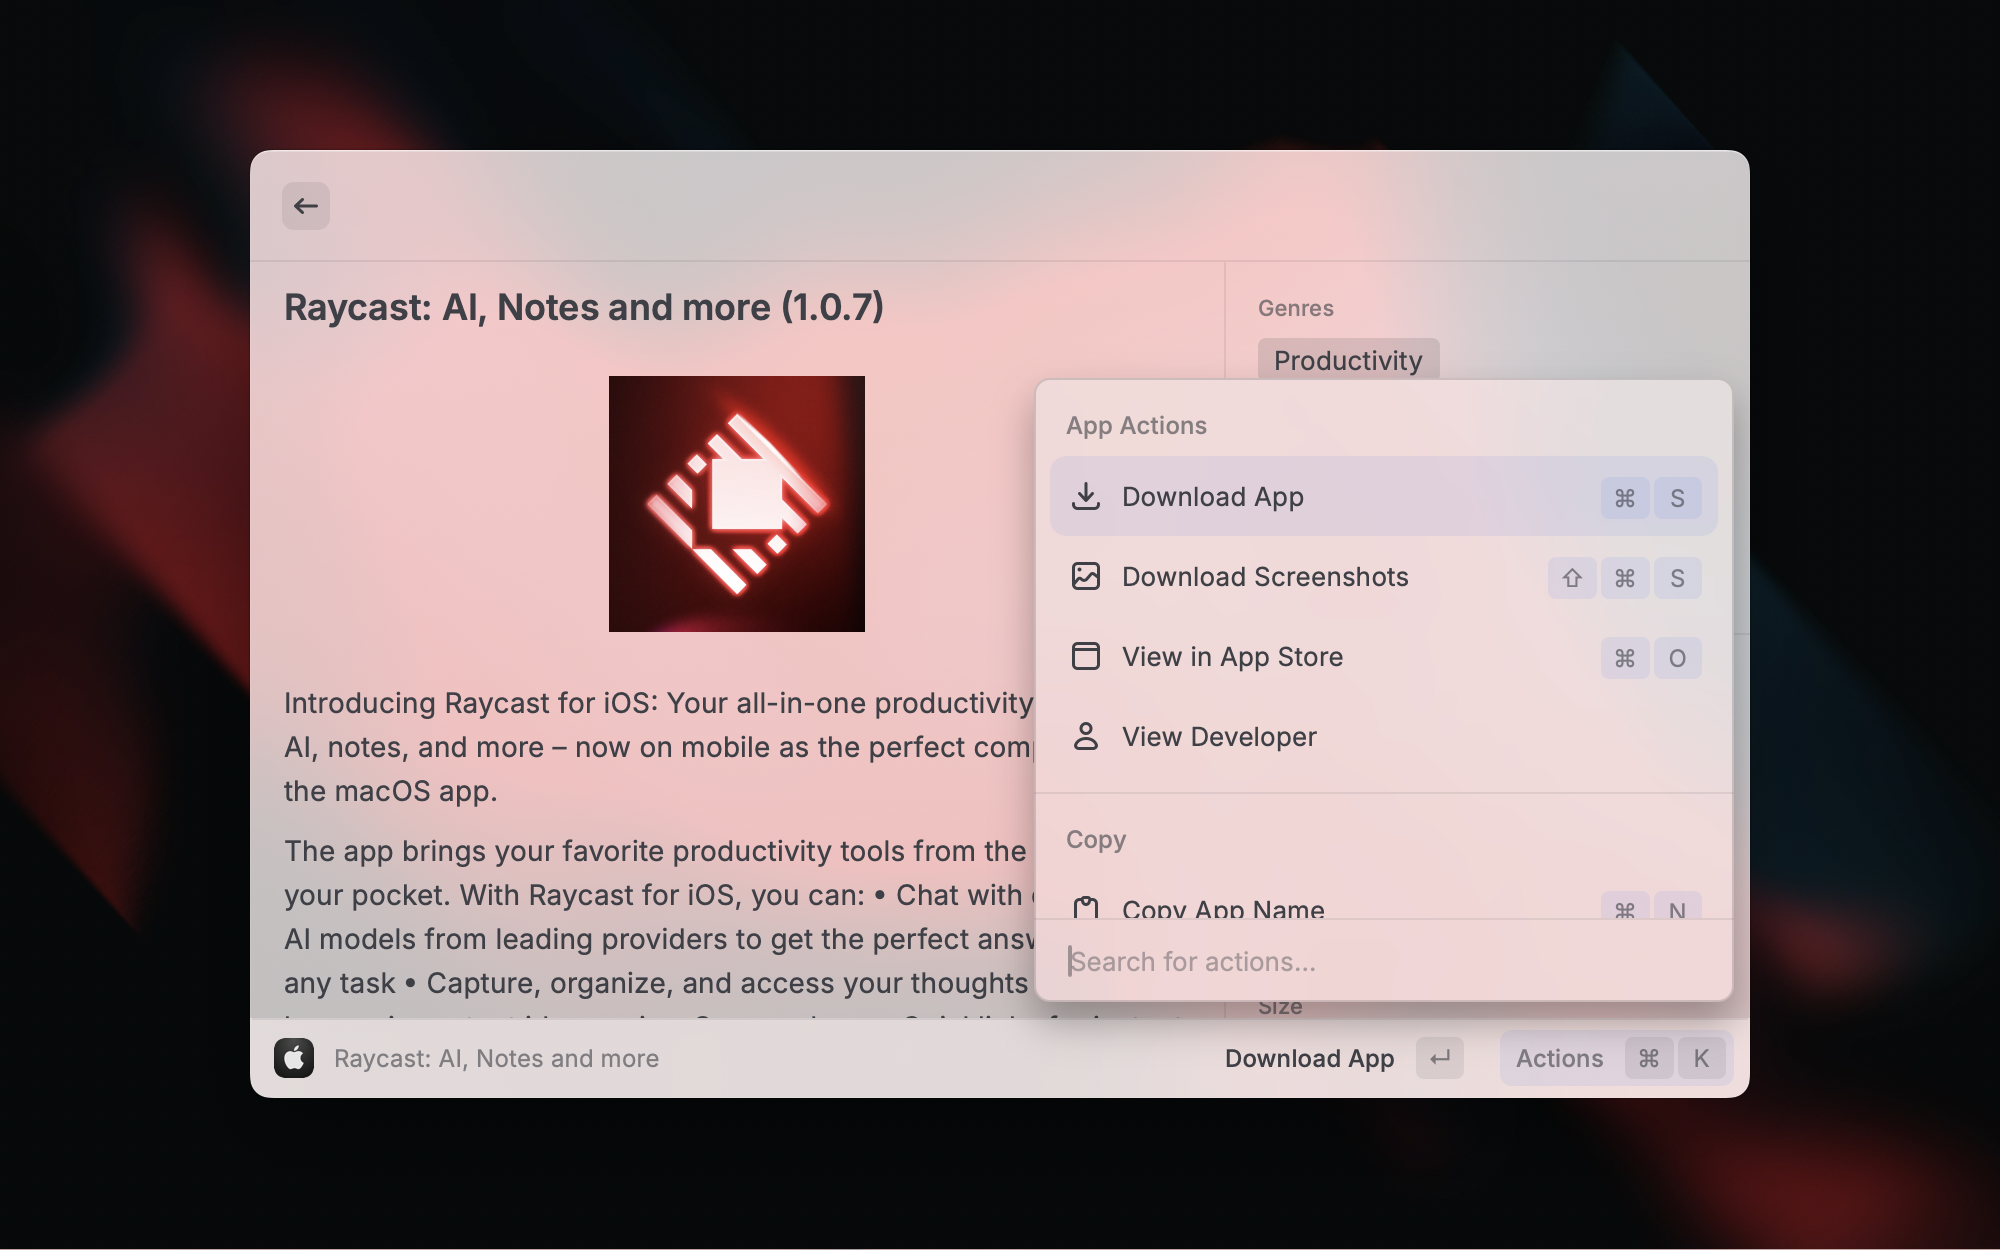 Raycast: AI, Notes and more (1.0.7)
Introducing Raycast for iOS: Your all-in-one productivity
AI, notes, and more – now on mobile as the perfect
the macOS app.
The app brings your favorite productivity tools from the
your pocket. With Raycast for iOS, you can: • Chat with
AI models from leading providers to get the perfect
any task • Capture, organize, and access your thoughts
Genres
Productivity
App Actions
Download App ⌘ S
Download Screenshots ⇧ ⌘ S
View in App Store ⌘ O
View Developer
Copy
Copy App Name ⌘ N
Search for actions...
Size
Raycast: AI, Notes and more
Download App ↵
Actions ⌘ K